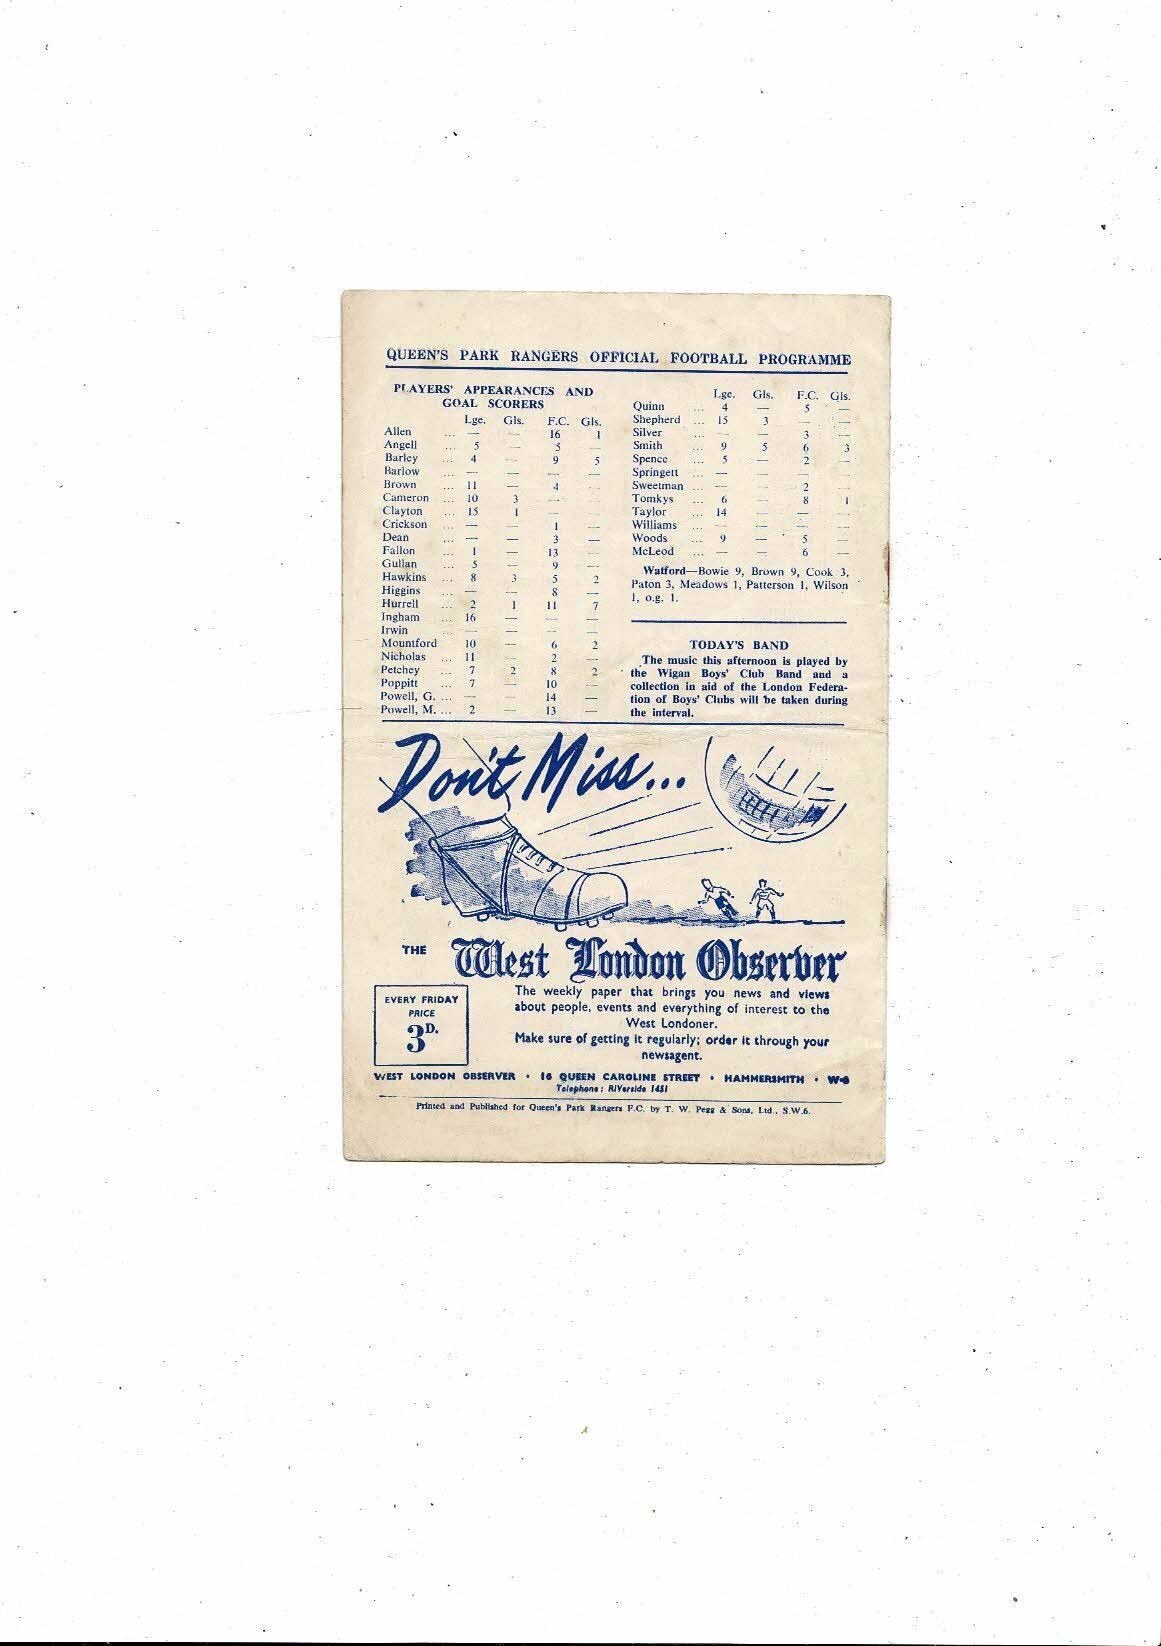 QUEEN'S PARK RANGERS OFFICIAL FOOTBALL PROGRAMME
PLAYERS' APPEARANCES AND
GOAL SCORERS
Lge. Gls. F.C. Gls.
Allen ... — — 16 1
Angell ... 5 — 5 —
Barley ... 4 — 9 5
Barlow ... — — — —
Brown ... 11 — 4 —
Cameron ... 10 3 — —
Clayton ... 15 1 — —
Crickson ... — — 1 —
Dean ... — — 3 —
Fallon ... 1 — 13 —
Gullan ... 5 — 9 —
Hawkins ... 8 3 5 2
Higgins ... — — 8 —
Hurrell ... 2 1 11 7
Ingham ... 16 — — —
Irwin ... — — — —
Mountford 10 — 6 2
Nicholas ... 11 — 2 —
Petchey ... 7 2 8 2
Poppitt ... 7 — 10 —
Powell, G. ... — — 14 —
Powell, M. ... 2 — 13 —
Lge. Gls. F.C. Gls.
Quinn ... 4 — 5 —
Shepherd ... 15 3 — —
Silver ... — — 3 —
Smith ... 9 5 6 3
Spence ... 5 — 2 —
Springett ... — — — —
Sweetman ... — — 2 —
Tomkys ... 6 — 8 1
Taylor ... 14 — — —
Williams ... — — — —
Woods ... 9 — 5 —
McLeod ... — — 6 —
Watford—Bowie 9, Brown 9, Cook 3,
Paton 3, Meadows 1, Patterson 1, Wilson
1, o.g. 1.
TODAY'S BAND
The music this afternoon is played by
the Wigan Boys' Club Band and a
collection in aid of the London Federa-
tion of Boys' Clubs will be taken during
the interval.
Don't Miss...
THE West London Observer
EVERY FRIDAY
PRICE
3D.
The weekly paper that brings you news and views
about people, events and everything of interest to the
West Londoner.
Make sure of getting it regularly; order it through your
newsagent.
WEST LONDON OBSERVER • 16 QUEEN CAROLINE STREET • HAMMERSMITH • W•6
Telephone: RIVerside 1451
Printed and Published for Queen's Park Rangers F.C. by T. W. Pegg & Sons, Ltd., S.W.6.